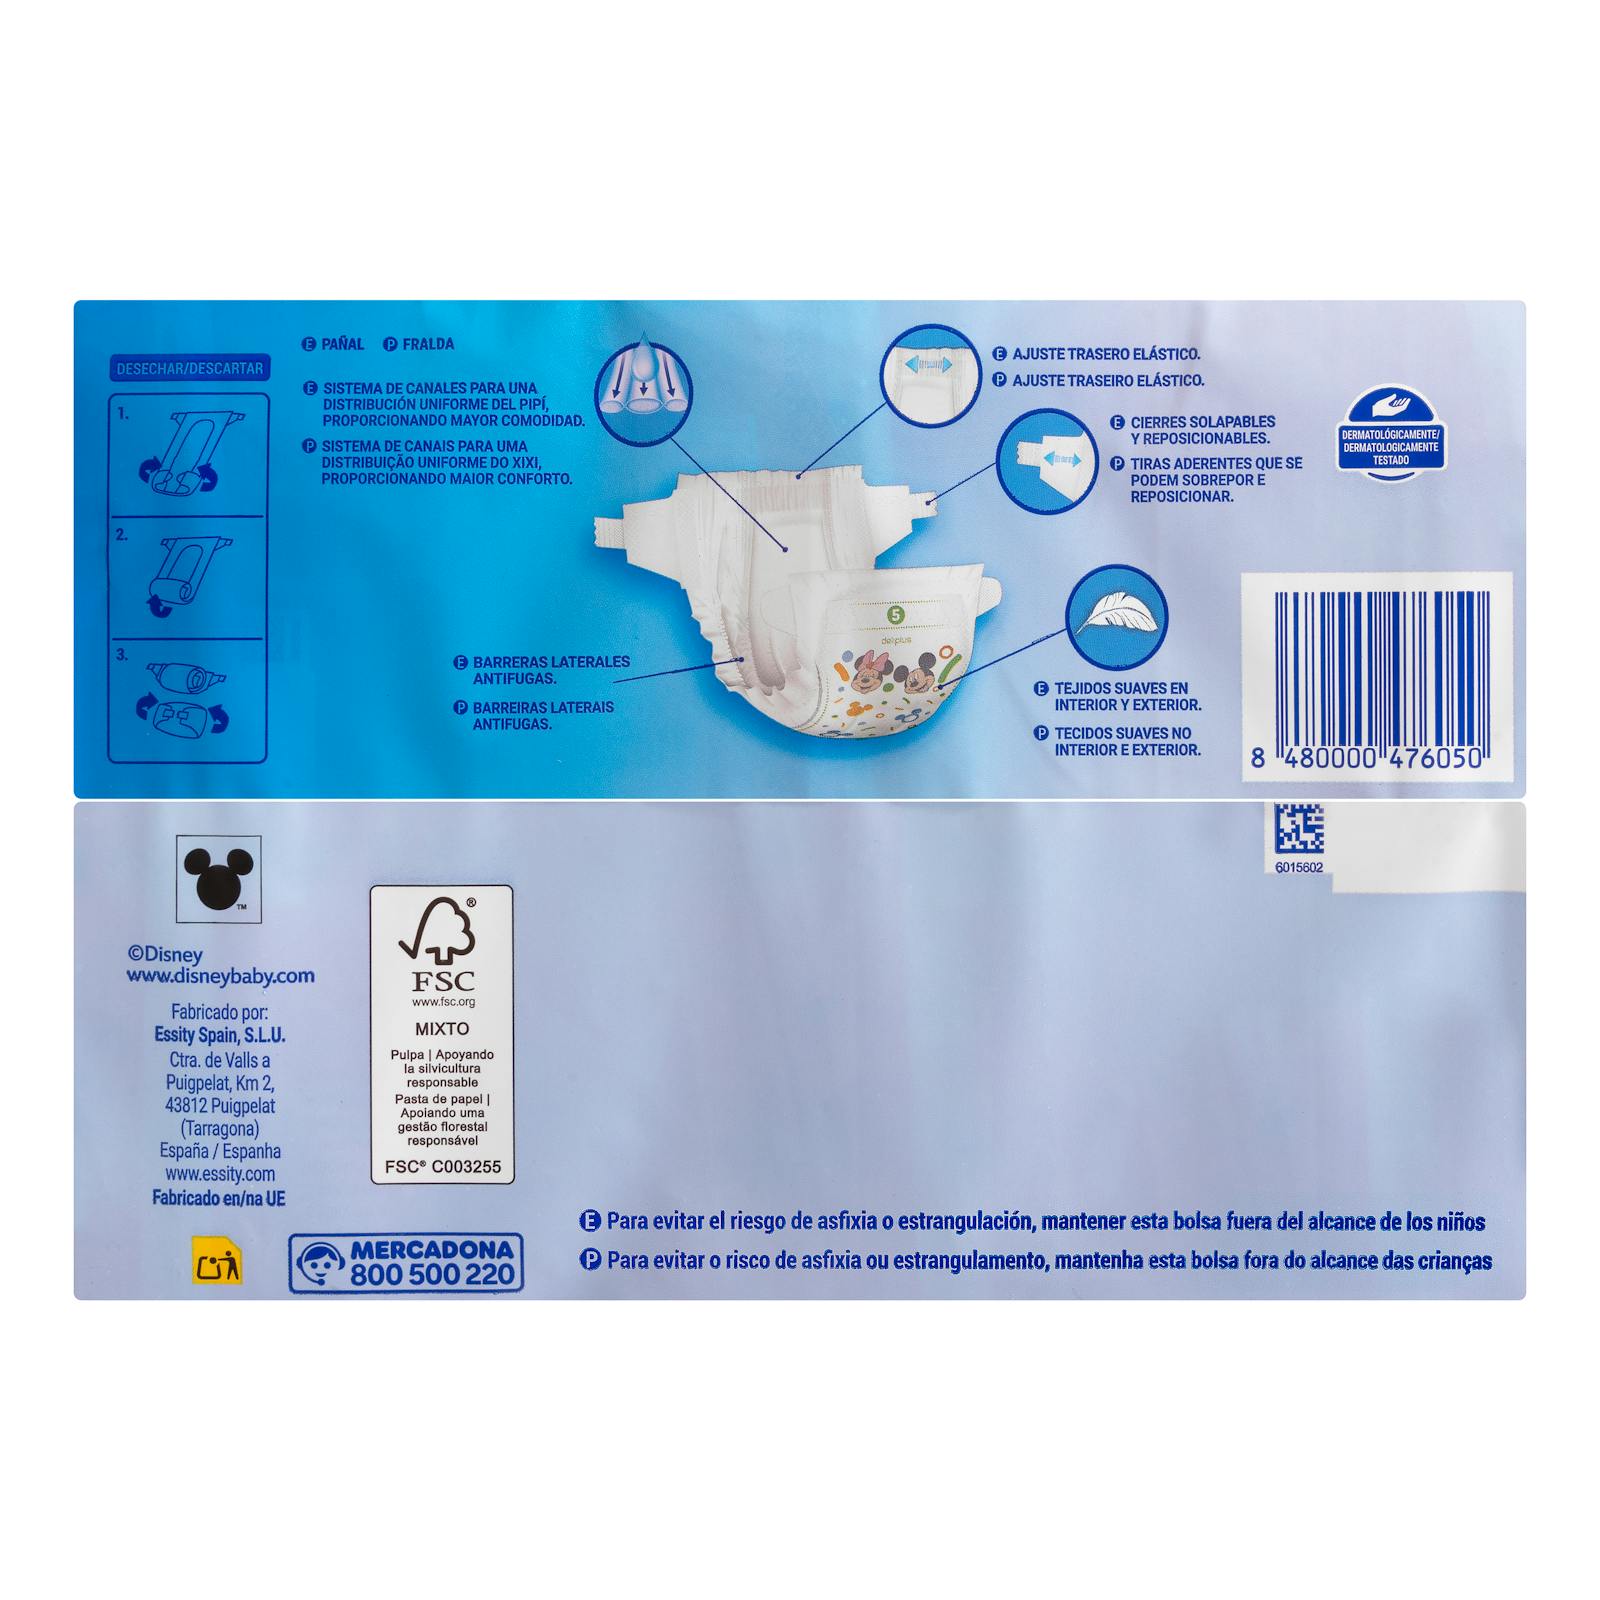 DESECHAR/DESCARTAR
1.
2.
3.
E PAÑAL P FRALDA
E SISTEMA DE CANALES PARA UNA
DISTRIBUCIÓN UNIFORME DEL PIPÍ,
PROPORCIONANDO MAYOR COMODIDAD.
P SISTEMA DE CANAIS PARA UMA
DISTRIBUIÇÃO UNIFORME DO XIXI,
PROPORCIONANDO MAIOR CONFORTO.
E AJUSTE TRASERO ELÁSTICO.
P AJUSTE TRASEIRO ELÁSTICO.
E CIERRES SOLAPABLES
Y REPOSICIONABLES.
P TIRAS ADERENTES QUE SE
PODEM SOBREPOR E
REPOSICIONAR.
DERMATOLÓGICAMENTE/
DERMATOLOGICAMENTE
TESTADO
5
deliplus
E BARRERAS LATERALES
ANTIFUGAS.
P BARREIRAS LATERAIS
ANTIFUGAS.
E TEJIDOS SUAVES EN
INTERIOR Y EXTERIOR.
P TECIDOS SUAVES NO
INTERIOR E EXTERIOR.
8 480000 476050
6015602
TM
©Disney
www.disneybaby.com
Fabricado por:
Essity Spain, S.L.U.
Ctra. de Valls a
Puigpelat, Km 2,
43812 Puigpelat
(Tarragona)
España / Espanha
www.essity.com
Fabricado en/na UE
®
FSC
www.fsc.org
MIXTO
Pulpa | Apoyando
la silvicultura
responsable
Pasta de papel |
Apoiando uma
gestão florestal
responsável
FSC® C003255
MERCADONA
800 500 220
E Para evitar el riesgo de asfixia o estrangulación, mantener esta bolsa fuera del alcance de los niños
P Para evitar o risco de asfixia ou estrangulamento, mantenha esta bolsa fora do alcance das crianças